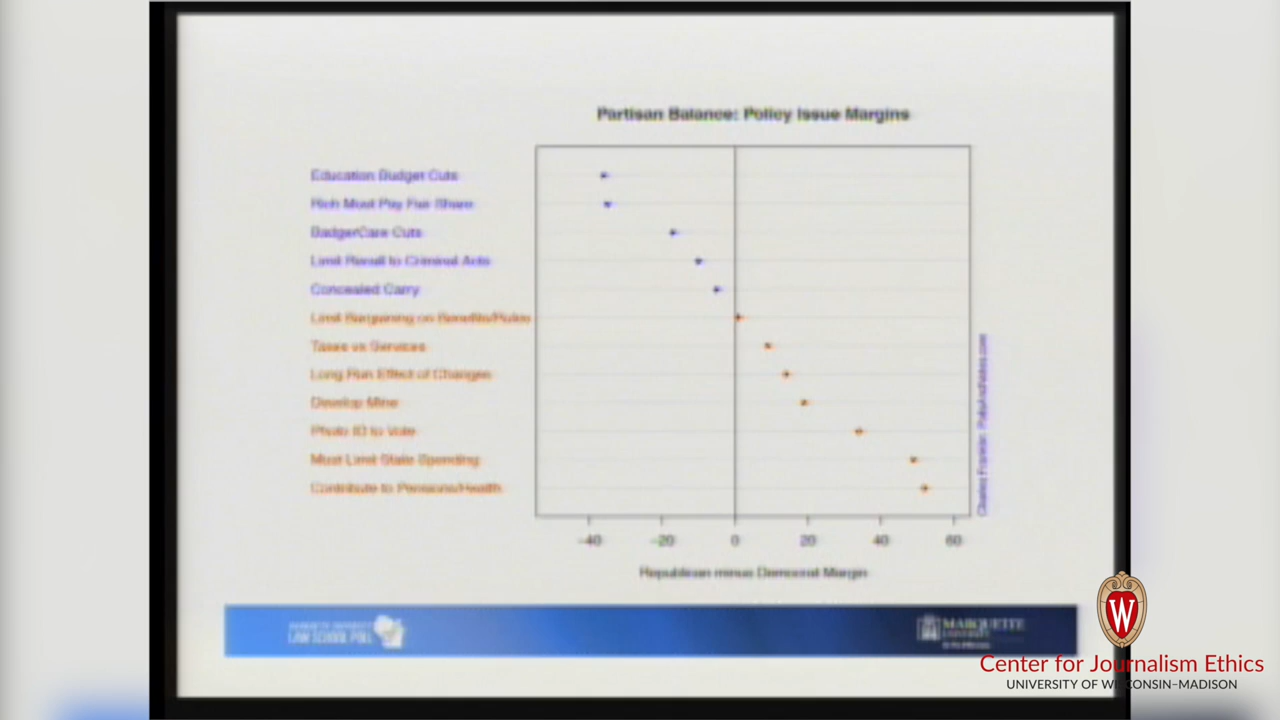 Partisan Balance: Policy Issue Margins
Education Budget Cuts
Rich Must Pay Fair Share
BadgerCare Cuts
Limit Recall to Criminal Acts
Concealed Carry
Limit Bargaining on Benefits/Rules
Taxes vs Services
Long Run Effect of Changes
Develop Mine
Photo ID to Vote
Must Limit State Spending
Contribute to Pensions/Health
-40 -20 0 20 40 60
Republican minus Democrat Margin
Charles Franklin
LAW SCHOOL POLL
MARQUETTE
UNIVERSITY
W
Center for Journalism Ethics
UNIVERSITY OF WISCONSIN–MADISON